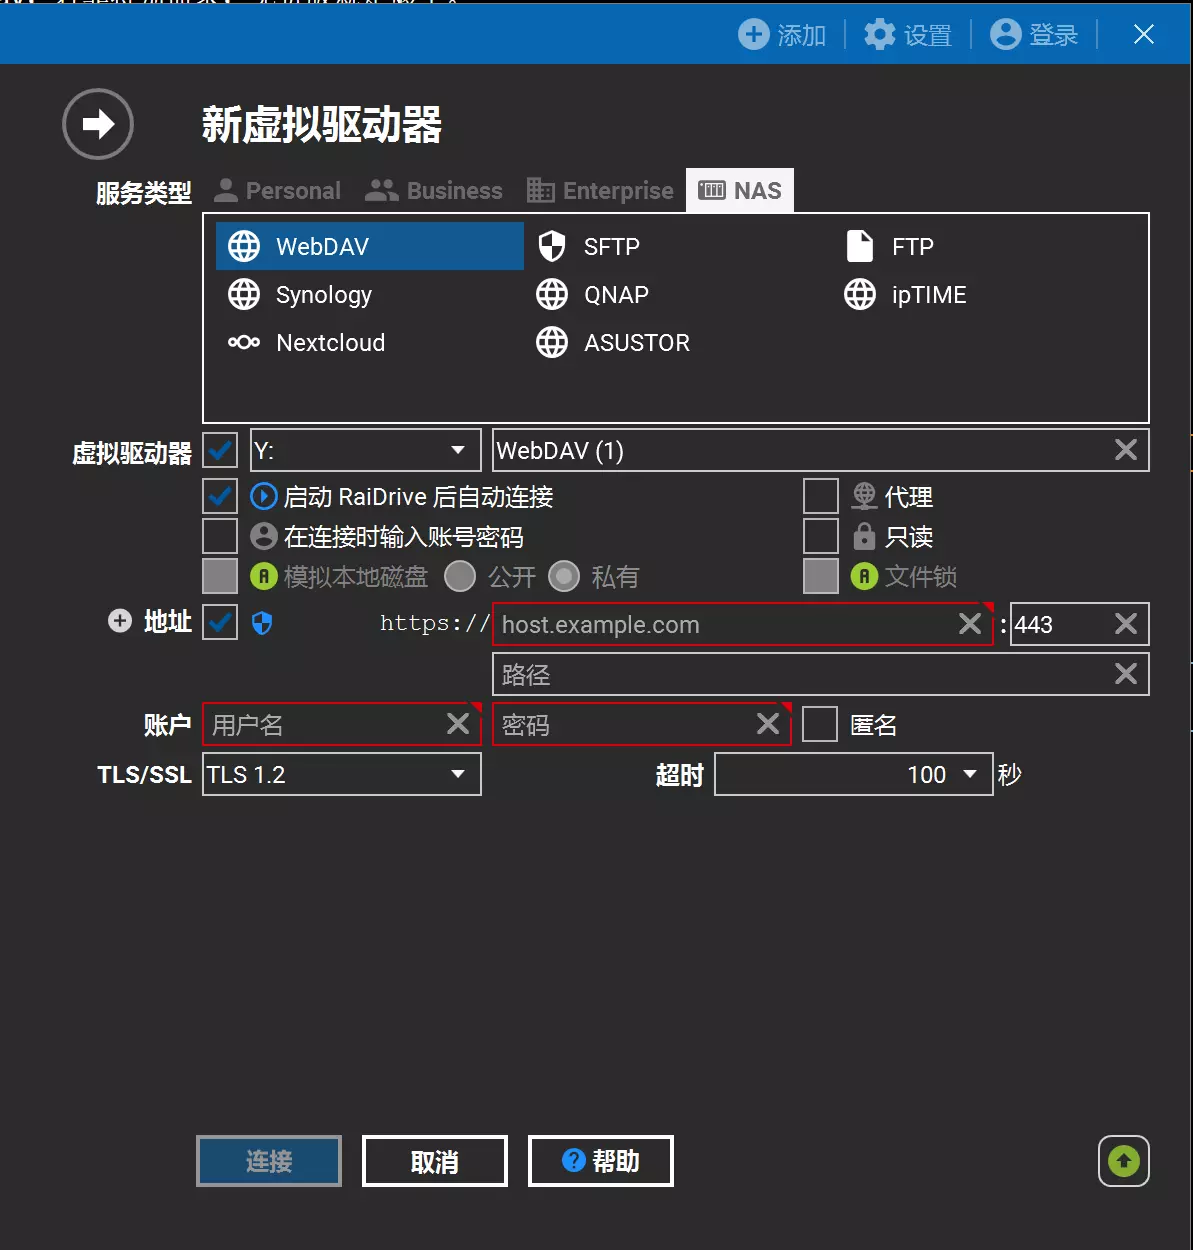 添加 设置 登录
新虚拟驱动器
服务类型 Personal Business Enterprise NAS
WebDAV SFTP FTP
Synology QNAP ipTIME
Nextcloud ASUSTOR
虚拟驱动器 Y: WebDAV (1)
启动 RaiDrive 后自动连接 代理
在连接时输入账号密码 只读
A 模拟本地磁盘 公开 私有 A 文件锁
地址 https:// host.example.com : 443
路径
账户 用户名 密码 匿名
TLS/SSL TLS 1.2 超时 100 秒
连接 取消 ? 帮助